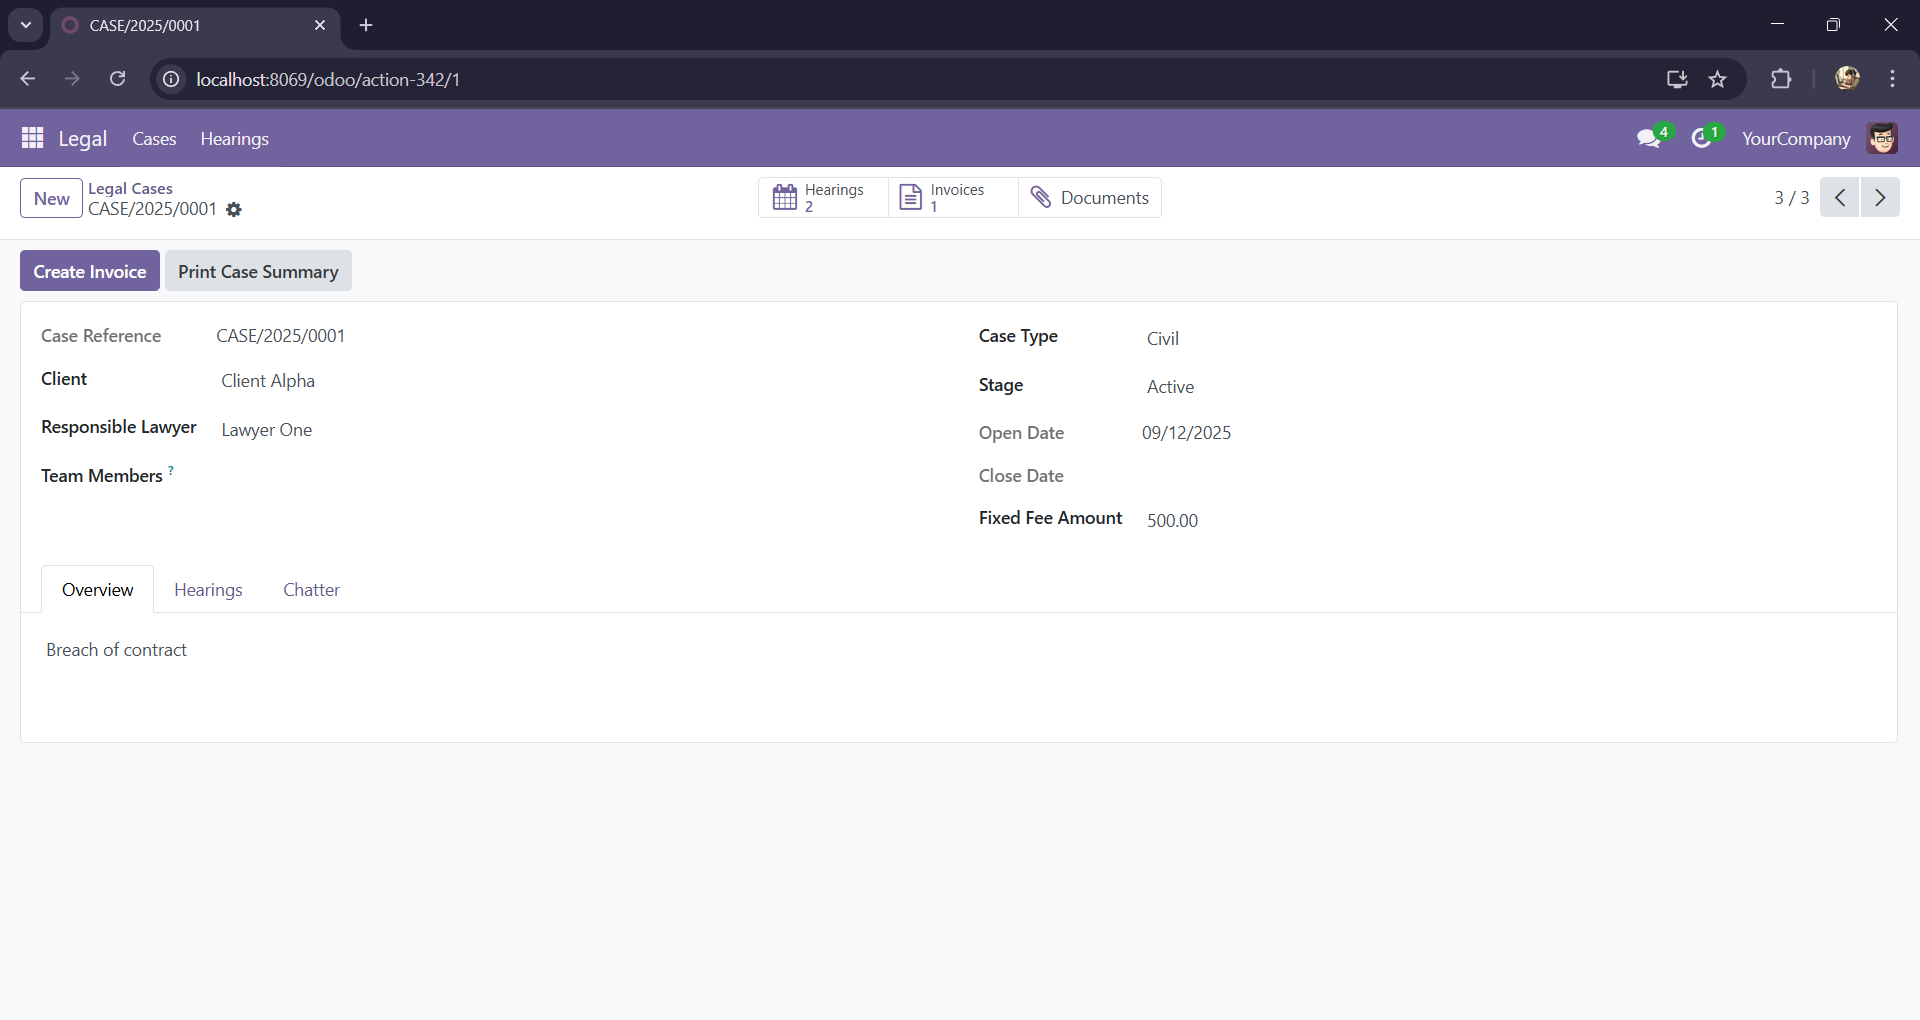 CASE/2025/0001
localhost:8069/odoo/action-342/1
Legal Cases Hearings 4 1 YourCompany
New Legal Cases
CASE/2025/0001
Hearings
2
Invoices
1
Documents
3 / 3
Create Invoice Print Case Summary
Case Reference CASE/2025/0001
Client Client Alpha
Responsible Lawyer Lawyer One
Team Members ?
Case Type Civil
Stage Active
Open Date 09/12/2025
Close Date
Fixed Fee Amount 500.00
Overview Hearings Chatter
Breach of contract